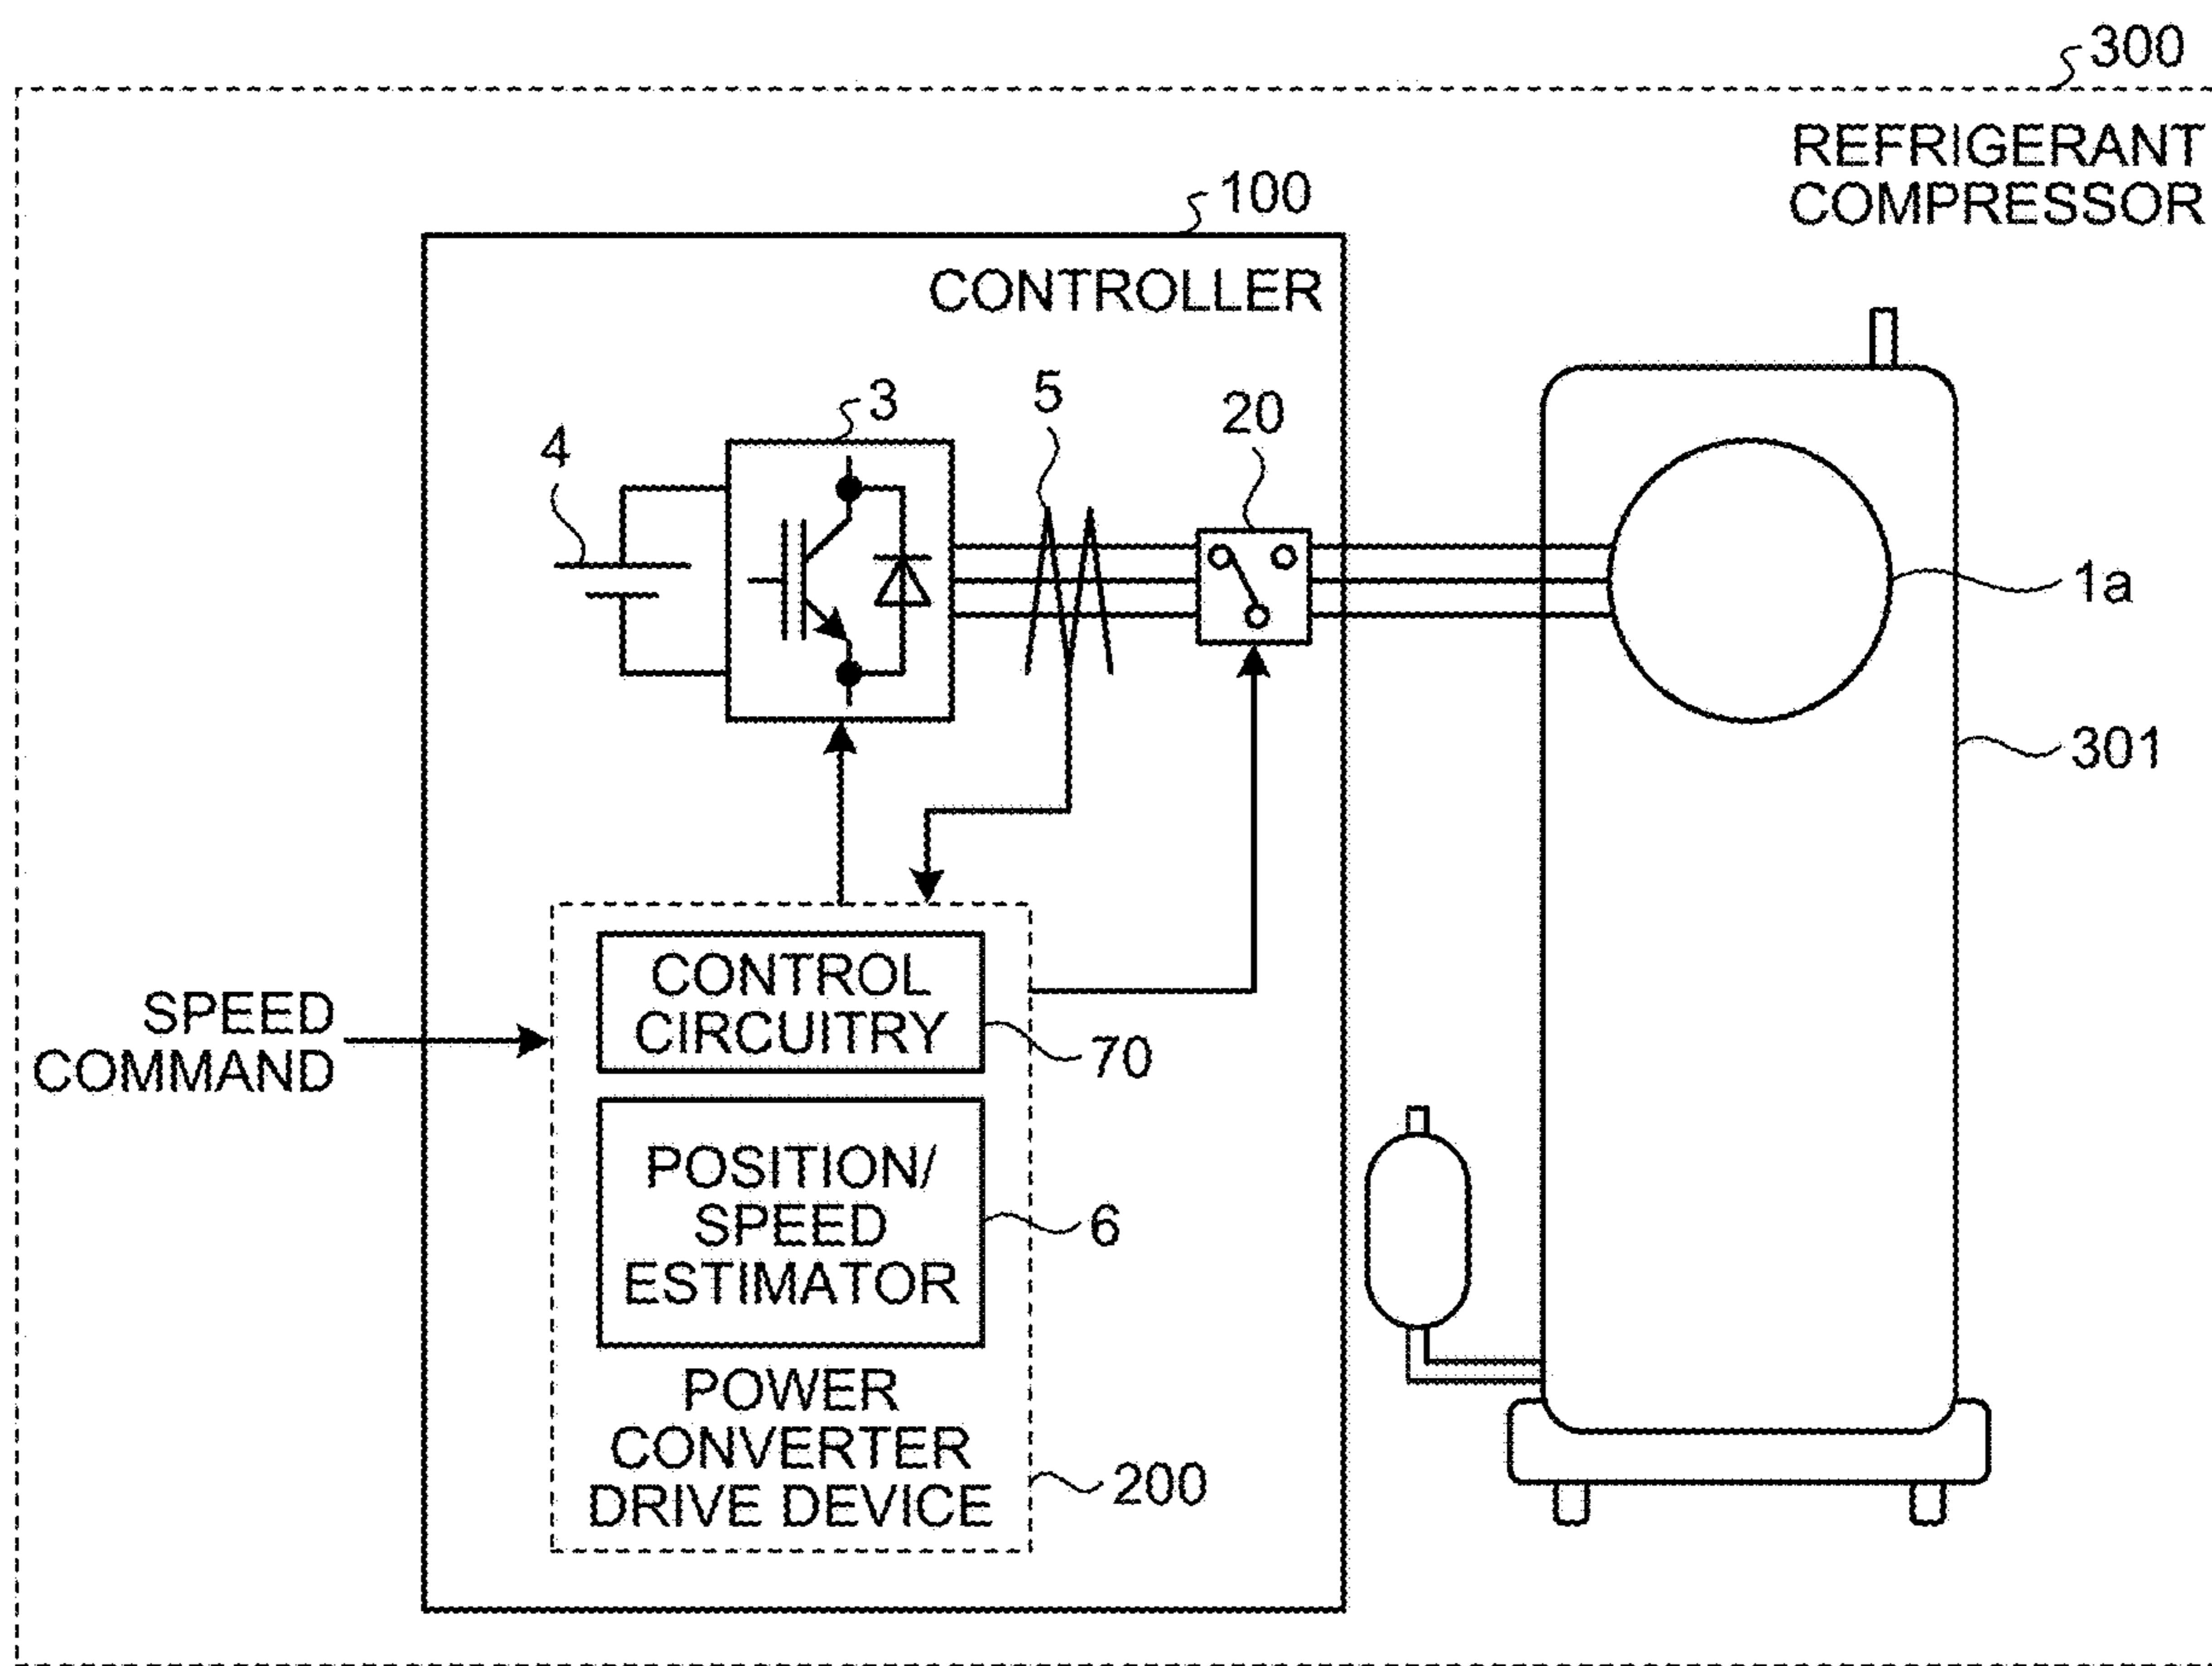 300
REFRIGERANT
COMPRESSOR
100
CONTROLLER
3
5
20
4
1a
301
CONTROL
CIRCUITRY
70
SPEED
COMMAND
POSITION/
SPEED
ESTIMATOR
6
POWER
CONVERTER
DRIVE DEVICE
200